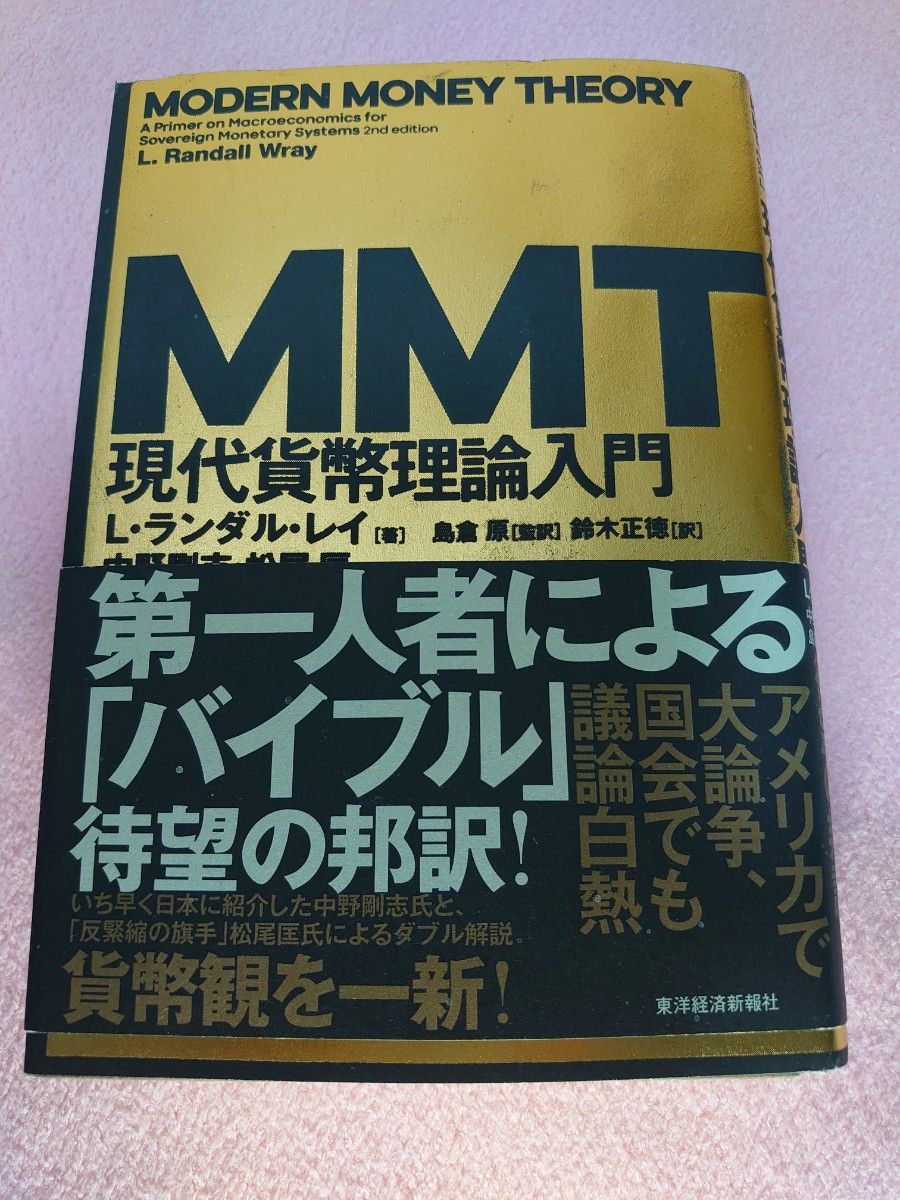 MODERN MONEY THEORY
A Primer on Macroeconomics for
Sovereign Monetary Systems 2nd edition
L. Randall Wray
MMT
現代貨幣理論入門
L・ランダル・レイ[著] 島倉 原[監訳] 鈴木正徳[訳]
第一人者による
「バイブル」
待望の邦訳!
アメリカで
大論争、
国会でも
議論白熱
いち早く日本に紹介した中野剛志氏と、
「反緊縮の旗手」松尾匡氏によるダブル解説
貨幣観を一新!
東洋経済新報社